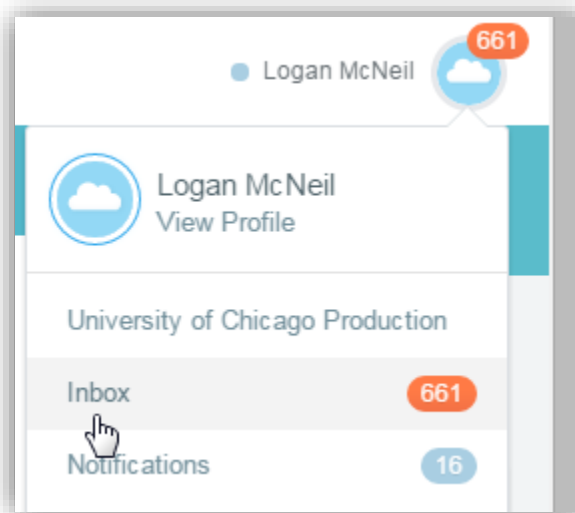 661
Logan McNeil
Logan McNeil
View Profile
University of Chicago Production
Inbox 661
Notifications 16